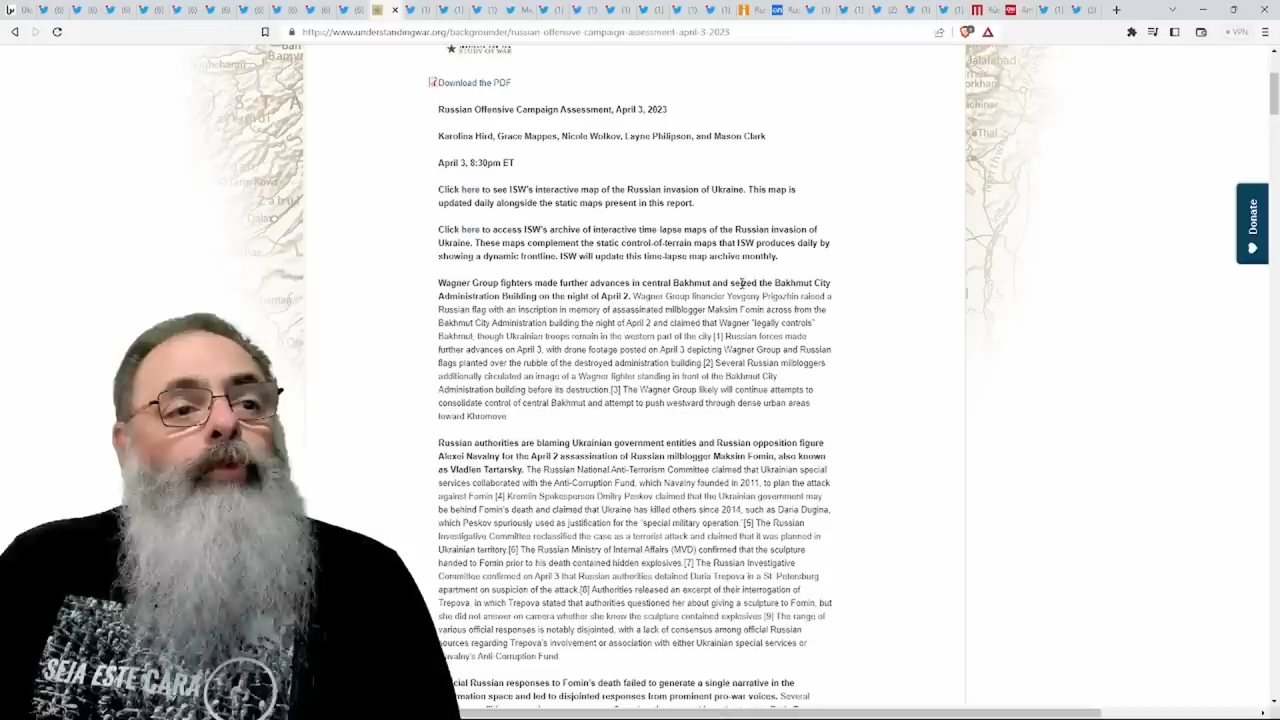 https://www.understandingwar.org/backgrounder/russian-offensive-campaign-assessment-april-3-2023
VPN
STUDY OF WAR
Download the PDF
Russian Offensive Campaign Assessment, April 3, 2023
Karolina Hird, Grace Mappes, Nicole Wolkov, Layne Philipson, and Mason Clark
April 3, 8:30pm ET
Click here to see ISW's interactive map of the Russian invasion of Ukraine. This map is
updated daily alongside the static maps present in this report.
Click here to access ISW's archive of interactive time lapse maps of the Russian invasion of
Ukraine. These maps complement the static control-of-terrain maps that ISW produces daily by
showing a dynamic frontline. ISW will update this time-lapse map archive monthly.
Wagner Group fighters made further advances in central Bakhmut and seized the Bakhmut City
Administration Building on the night of April 2. Wagner Group financier Yevgeny Prigozhin raised a
Russian flag with an inscription in memory of assassinated milblogger Maksim Fomin across from the
Bakhmut City Administration building the night of April 2 and claimed that Wagner “legally controls”
Bakhmut, though Ukrainian troops remain in the western part of the city.[1] Russian forces made
further advances on April 3, with drone footage posted on April 3 depicting Wagner Group and Russian
flags planted over the rubble of the destroyed administration building.[2] Several Russian milbloggers
additionally circulated an image of a Wagner fighter standing in front of the Bakhmut City
Administration building before its destruction.[3] The Wagner Group likely will continue attempts to
consolidate control of central Bakhmut and attempt to push westward through dense urban areas
toward Khromove.
Russian authorities are blaming Ukrainian government entities and Russian opposition figure
Alexei Navalny for the April 2 assassination of Russian milblogger Maksim Fomin, also known
as Vladlen Tartarsky. The Russian National Anti-Terrorism Committee claimed that Ukrainian special
services collaborated with the Anti-Corruption Fund, which Navalny founded in 2011, to plan the attack
against Fomin.[4] Kremlin Spokesperson Dmitry Peskov claimed that the Ukrainian government may
be behind Fomin's death and claimed that Ukraine has killed others since 2014, such as Daria Dugina,
which Peskov spuriously used as justification for the “special military operation.”[5] The Russian
Investigative Committee reclassified the case as a terrorist attack and claimed that it was planned in
Ukrainian territory.[6] The Russian Ministry of Internal Affairs (MVD) confirmed that the sculpture
handed to Fomin prior to his death contained hidden explosives.[7] The Russian Investigative
Committee confirmed on April 3 that Russian authorities detained Daria Trepova in a St. Petersburg
apartment on suspicion of the attack.[8] Authorities released an excerpt of their interrogation of
Trepova, in which Trepova stated that authorities questioned her about giving a sculpture to Fomin, but
she did not answer on camera whether she knew the sculpture contained explosives.[9] The range of
various official responses is notably disjointed, with a lack of consensus among official Russian
ources regarding Trepova's involvement or association with either Ukrainian special services or
avalny's Anti-Corruption Fund.
cial Russian responses to Fomin's death failed to generate a single narrative in the
rmation space and led to disjointed responses from prominent pro-war voices. Several
Donate
Jalalabad